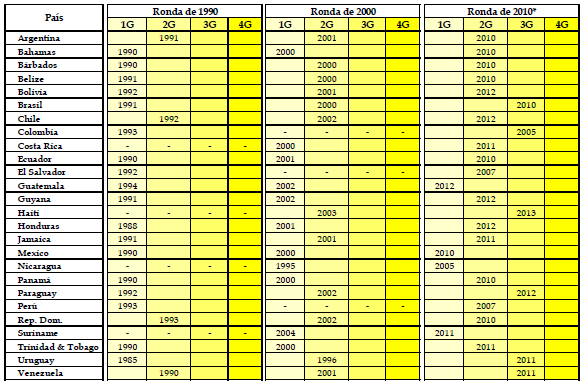 País Ronda de 1990 Ronda de 2000 Ronda de 2010*
1G 2G 3G 4G 1G 2G 3G 4G 1G 2G 3G 4G
Argentina 1991 2001 2010
Bahamas 1990 2000 2010
Bárbados 1990 2000 2010
Belize 1991 2000 2010
Bolivia 1992 2001 2012
Brasil 1991 2000 2010
Chile 1992 2002 2012
Colombia 1993 - - - - 2005
Costa Rica - - - - 2000 2011
Ecuador 1990 2001 2010
El Salvador 1992 - - - - 2007
Guatemala 1994 2002 2012
Guyana 1991 2002 2012
Haití - - - - 2003 2013
Honduras 1988 2001 2012
Jamaica 1991 2001 2011
Mexico 1990 2000 2010
Nicaragua - - - - 1995 2005
Panamá 1990 2000 2010
Paraguay 1992 2002 2012
Perú 1993 - - - - 2007
Rep. Dom. 1993 2002 2010
Suriname - - - - 2004 2011
Trinidad & Tobago 1990 2000 2011
Uruguay 1985 1996 2011
Venezuela 1990 2001 2011